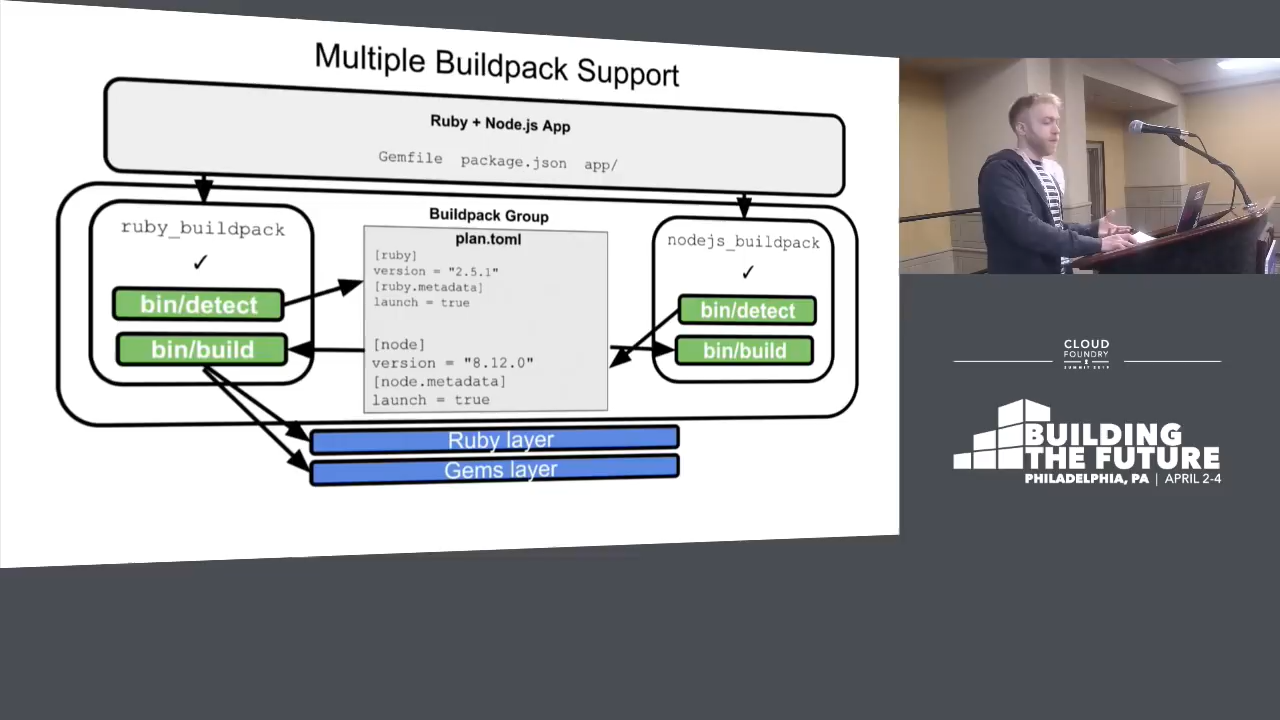 Multiple Buildpack Support
Ruby + Node.js App
Gemfile package.json app/
Buildpack Group
ruby_buildpack
✓
bin/detect
bin/build
plan.toml
[ruby]
version = "2.5.1"
[ruby.metadata]
launch = true
[node]
version = "8.12.0"
[node.metadata]
launch = true
nodejs_buildpack
✓
bin/detect
bin/build
Ruby layer
Gems layer
CLOUD
FOUNDRY
SUMMIT 2019
BUILDING
THE FUTURE
PHILADELPHIA, PA | APRIL 2-4